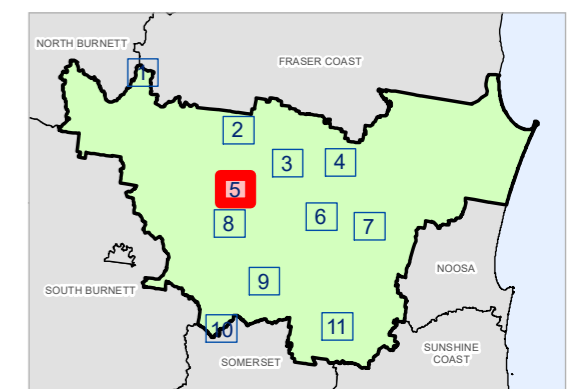 NORTH BURNETT
FRASER COAST
1
2
3
4
5
6
7
8
9
NOOSA
SOUTH BURNETT
10
11
SOMERSET
SUNSHINE
COAST